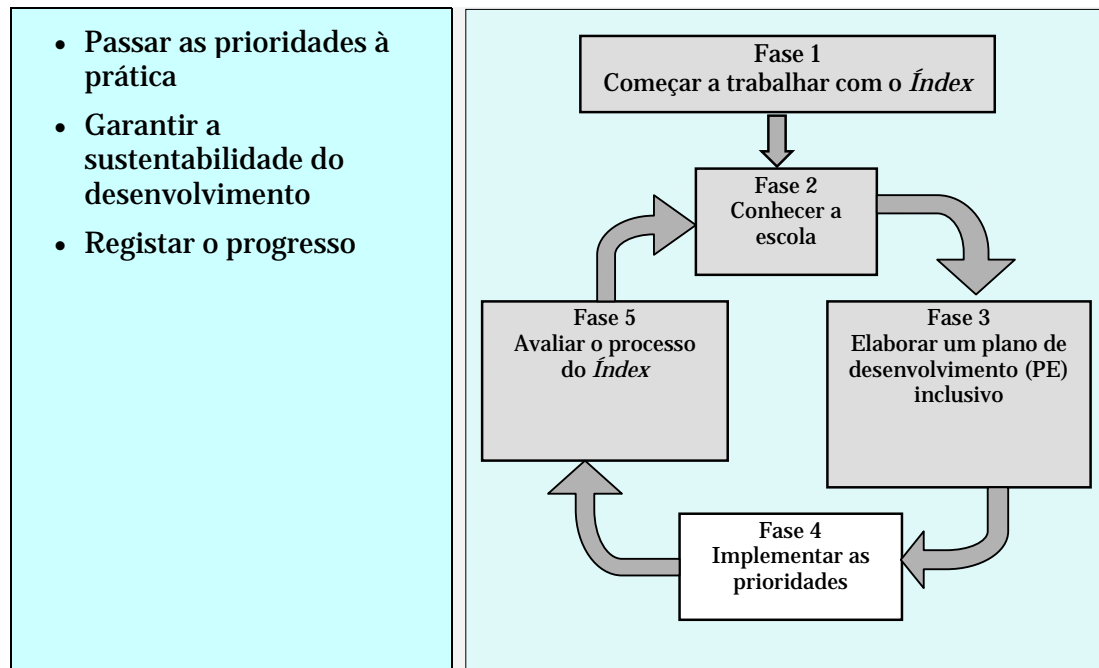 • Passar as prioridades à
prática
• Garantir a
sustentabilidade do
desenvolvimento
• Registar o progresso
Fase 1
Começar a trabalhar com o Índex
Fase 2
Conhecer a
escola
Fase 3
Elaborar um plano de
desenvolvimento (PE)
inclusivo
Fase 4
Implementar as
prioridades
Fase 5
Avaliar o processo
do Índex